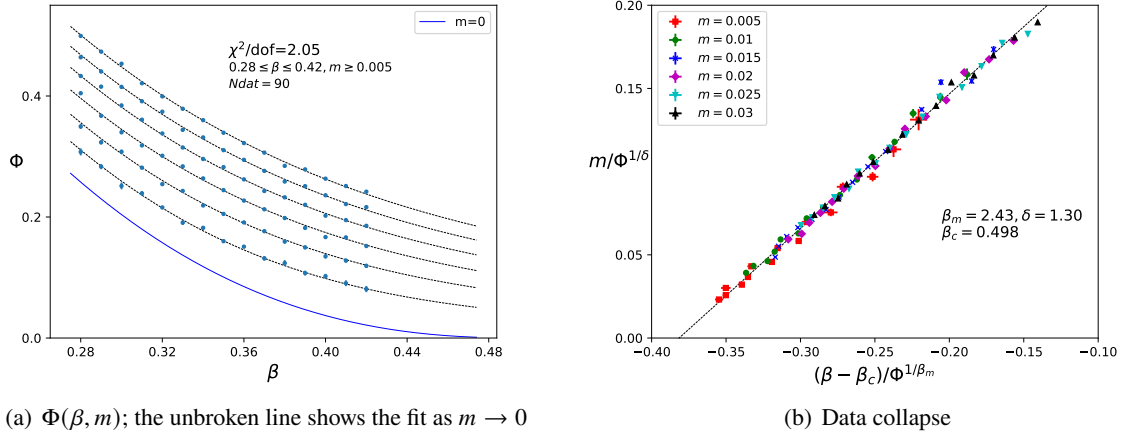 m=0
χ²/dof=2.05
0.28 ≤ β ≤ 0.42, m ≥ 0.005
Ndat = 90
Φ
0.4
0.2
0.0
0.28 0.32 0.36 0.40 0.44 0.48
β
(a) Φ(β, m); the unbroken line shows the fit as m → 0
m = 0.005
m = 0.01
m = 0.015
m = 0.02
m = 0.025
m = 0.03
0.20
0.15
m/Φ^{1/δ}
β_m = 2.43, δ = 1.30
β_c = 0.498
0.05
0.00
−0.40 −0.35 −0.30 −0.25 −0.20 −0.15 −0.10
(β − β_c)/Φ^{1/β_m}
(b) Data collapse